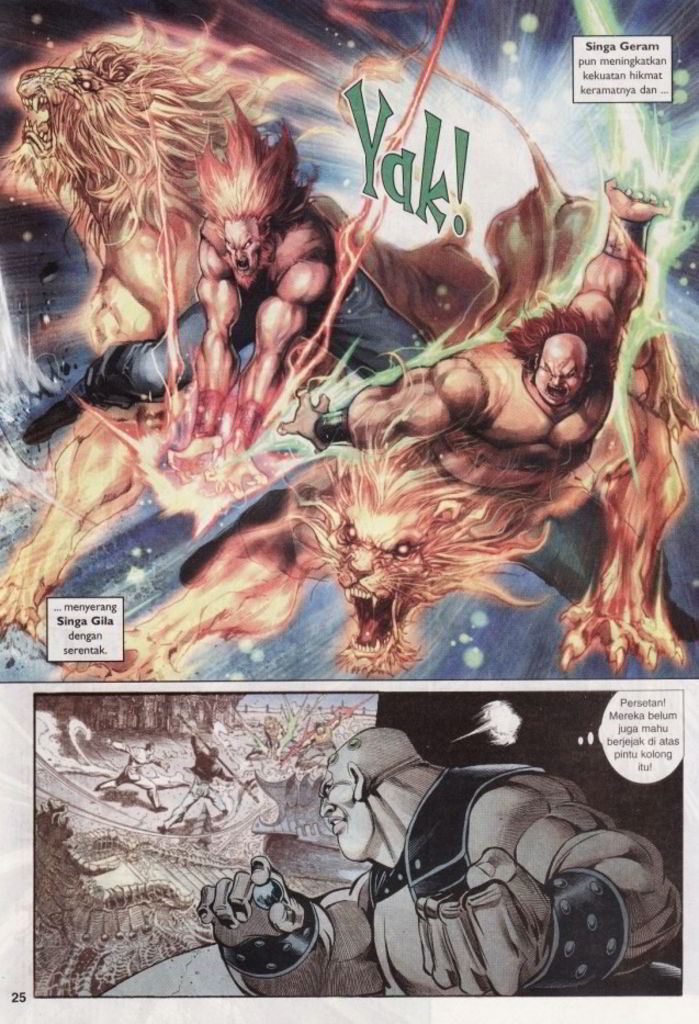 Singa Geram
pun meningkatkan
kekuatan hikmat
keramatnya dan ...
Yak!
... menyerang
Singa Gila
dengan
serentak.
Persetan!
Mereka belum
juga mahu
berjejak di atas
pintu kolong
itu!
25